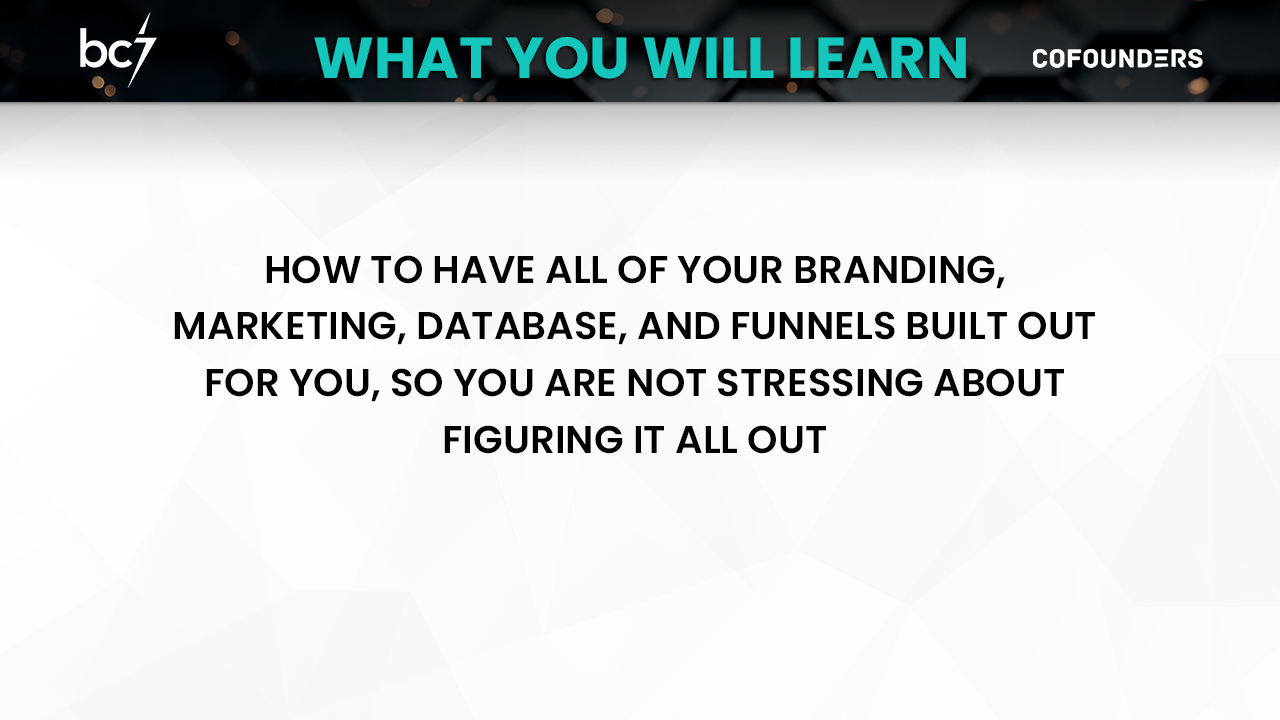 bc7
WHAT YOU WILL LEARN
COFOUNDERS
HOW TO HAVE ALL OF YOUR BRANDING,
MARKETING, DATABASE, AND FUNNELS BUILT OUT
FOR YOU, SO YOU ARE NOT STRESSING ABOUT
FIGURING IT ALL OUT